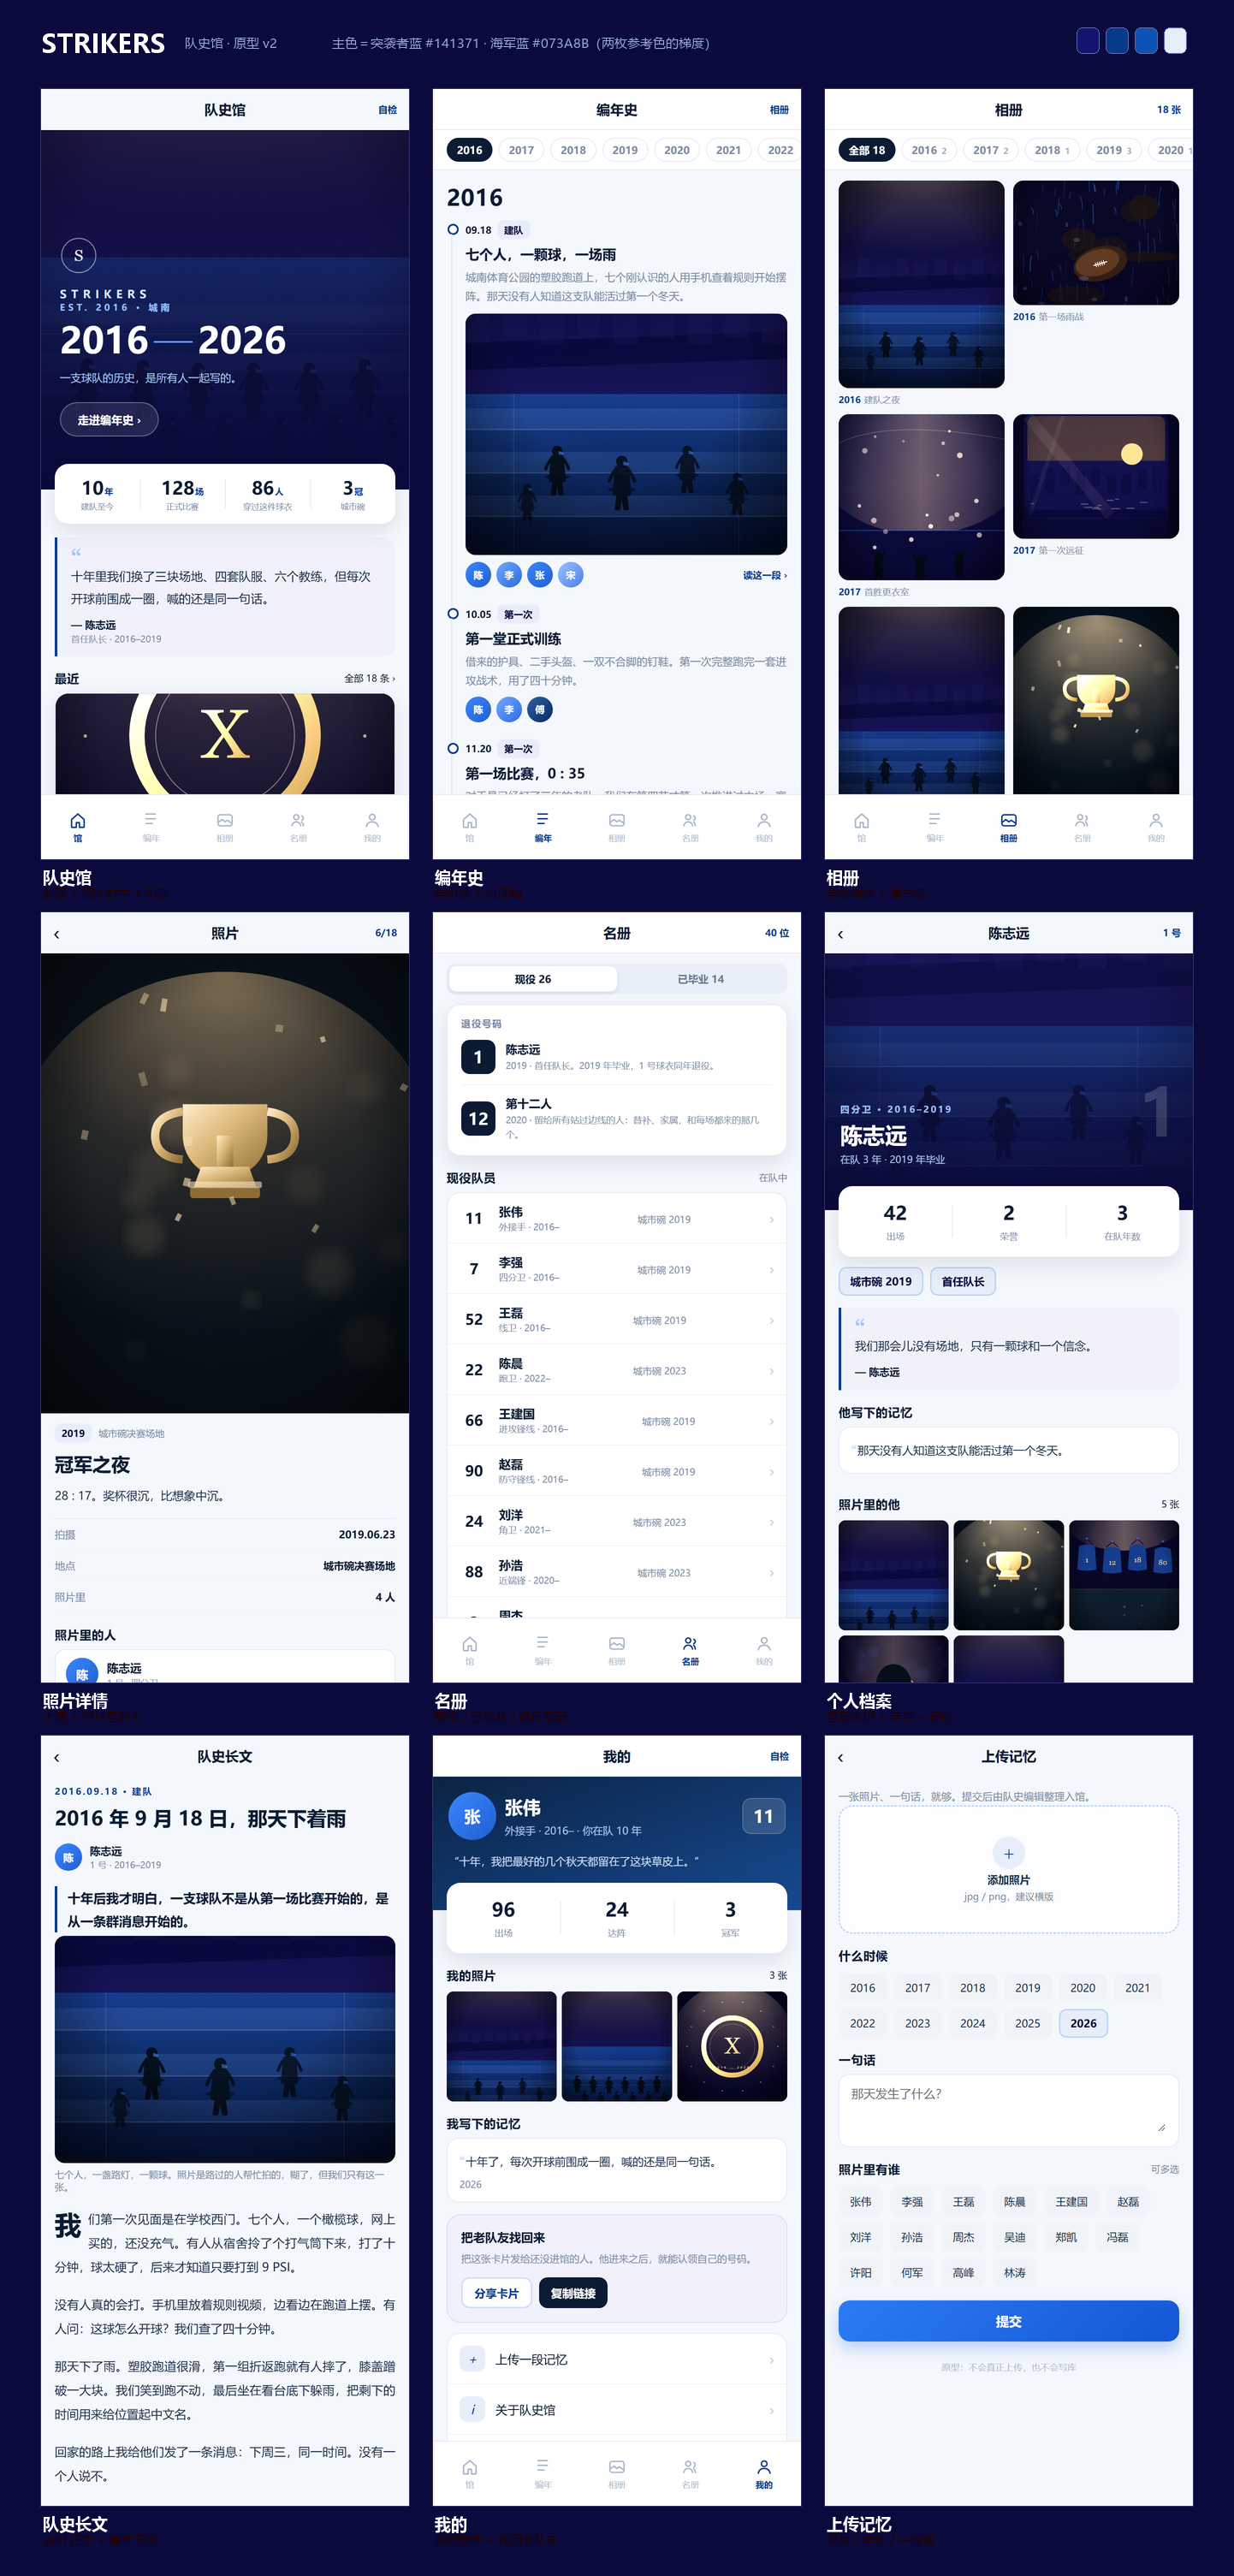 STRIKERS 队史馆 · 原型 v2 主色 = 突袭者蓝 #141371 · 海军蓝 #073A8B（两枚参考色的梯度）
队史馆 自检
S
STRIKERS
EST. 2016 • 城南
2016 — 2026
一支球队的历史，是所有人一起写的。
走进编年史 ›
10年 128场 86人 3冠
建队至今 正式比赛 穿过这件球衣 城市碗
“
十年里我们换了三块场地、四套队服、六个教练，但每次
开球前围成一圈，喊的还是同一句话。
— 陈志远
首任队长 · 2016–2019
最近 全部 18 条 ›
X
馆 编年 相册 名册 我的
队史馆
编年史 相册
2016 2017 2018 2019 2020 2021 2022
2016
09.18 建队
七个人，一颗球，一场雨
城南体育公园的塑胶跑道上，七个刚认识的人用手机查着规则开始摆
阵。那天没有人知道这支队能活过第一个冬天。
陈 李 张 宋 读这一段 ›
10.05 第一次
第一堂正式训练
借来的护具、二手头盔、一双不合脚的钉鞋。第一次完整跑完一套进
攻战术，用了四十分钟。
陈 李 傅
11.20 第一次
第一场比赛，0 : 35
馆 编年 相册 名册 我的
编年史
相册 18 张
全部 18 2016 2 2017 2 2018 1 2019 3 2020 1
2016 第一场雨战
2016 建队之夜
2017 第一次远征
2017 首胜更衣室
馆 编年 相册 名册 我的
相册
‹ 照片 6/18
2019 城市碗决赛场地
冠军之夜
28 : 17。奖杯很沉，比想象中沉。
拍摄 2019.06.23
地点 城市碗决赛场地
照片里 4 人
照片里的人
陈 陈志远
照片详情
名册 40 位
现役 26 已毕业 14
退役号码
1 陈志远
2019 · 首任队长。2019 年毕业，1 号球衣同年退役。
12 第十二人
2020 · 留给所有站过边线的人：替补、家属，和每场都来的那几
个。
现役队员 在队中
11 张伟 城市碗 2019 ›
外接手 · 2016–
7 李强 城市碗 2019 ›
四分卫 · 2016–
52 王磊 城市碗 2019 ›
线卫 · 2016–
22 陈晨 城市碗 2023 ›
跑卫 · 2022–
66 王建国 城市碗 2019 ›
进攻锋线 · 2016–
90 赵磊 城市碗 2019 ›
防守锋线 · 2016–
24 刘洋 城市碗 2023 ›
角卫 · 2021–
88 孙浩 城市碗 2023 ›
近端锋 · 2020–
周杰
馆 编年 相册 名册 我的
名册
‹ 陈志远 1 号
1
四分卫 • 2016–2019
陈志远
在队 3 年 · 2019 年毕业
42 2 3
出场 荣誉 在队年数
城市碗 2019 首任队长
“
我们那会儿没有场地，只有一颗球和一个信念。
— 陈志远
他写下的记忆
“那天没有人知道这支队能活过第一个冬天。
照片里的他 5 张
1 12 18 80
个人档案
‹ 队史长文
2016.09.18 • 建队
2016 年 9 月 18 日，那天下着雨
陈 陈志远
1 号 · 2016–2019
十年后我才明白，一支球队不是从第一场比赛开始的，是
从一条群消息开始的。
七个人，一盏路灯，一颗球。照片是路过的人帮忙拍的，糊了，但我们只有这一
张。
我们第一次见面是在学校西门。七个人，一个橄榄球，网上
买的，还没充气。有人从宿舍拎了个打气筒下来，打了十
分钟，球太硬了，后来才知道只要打到 9 PSI。
没有人真的会打。手机里放着规则视频，边看边在跑道上摆。有
人问：这球怎么开球？我们查了四十分钟。
那天下了雨。塑胶跑道很滑，第一组折返跑就有人摔了，膝盖蹭
破一大块。我们笑到跑不动，最后坐在看台底下躲雨，把剩下的
时间用来给位置起中文名。
回家的路上我给他们发了一条消息：下周三，同一时间。没有一
个人说不。
队史长文
我的 自检
张 张伟 11
外接手 · 2016– · 你在队 10 年
“十年，我把最好的几个秋天都留在了这块草皮上。”
96 24 3
出场 达阵 冠军
我的照片 3 张
X
我写下的记忆
“十年了，每次开球前围成一圈，喊的还是同一句话。
2026
把老队友找回来
把这张卡片发给还没进馆的人。他进来之后，就能认领自己的号码。
分享卡片 复制链接
+ 上传一段记忆 ›
i 关于队史馆 ›
馆 编年 相册 名册 我的
我的
‹ 上传记忆
一张照片、一句话，就够。提交后由队史编辑整理入馆。
+
添加照片
jpg / png，建议横版
什么时候
2016 2017 2018 2019 2020 2021
2022 2023 2024 2025 2026
一句话
那天发生了什么？
照片里有谁 可多选
张伟 李强 王磊 陈晨 王建国 赵磊
刘洋 孙浩 周杰 吴迪 郑凯 冯磊
许阳 何军 高峰 林涛
提交
原型：不会真正上传，也不会写库
上传记忆